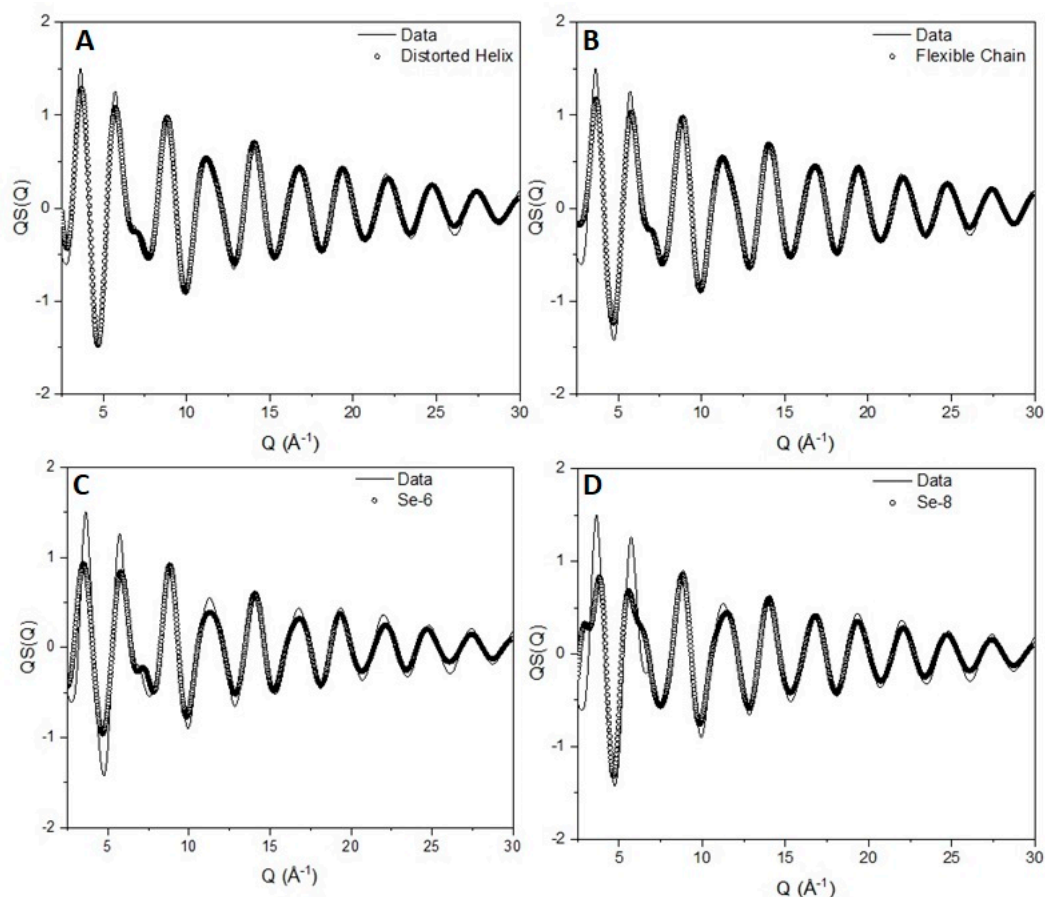 A
Data
Distorted Helix
2
1
0
-1
-2
QS(Q)
5 10 15 20 25 30
Q (Å-1)
B
Data
Flexible Chain
2
1
0
-1
-2
QS(Q)
5 10 15 20 25 30
Q (Å-1)
C
Data
Se-6
2
1
0
-1
-2
QS(Q)
5 10 15 20 25 30
Q (Å-1)
D
Data
Se-8
2
1
0
-1
-2
QS(Q)
5 10 15 20 25 30
Q (Å-1)